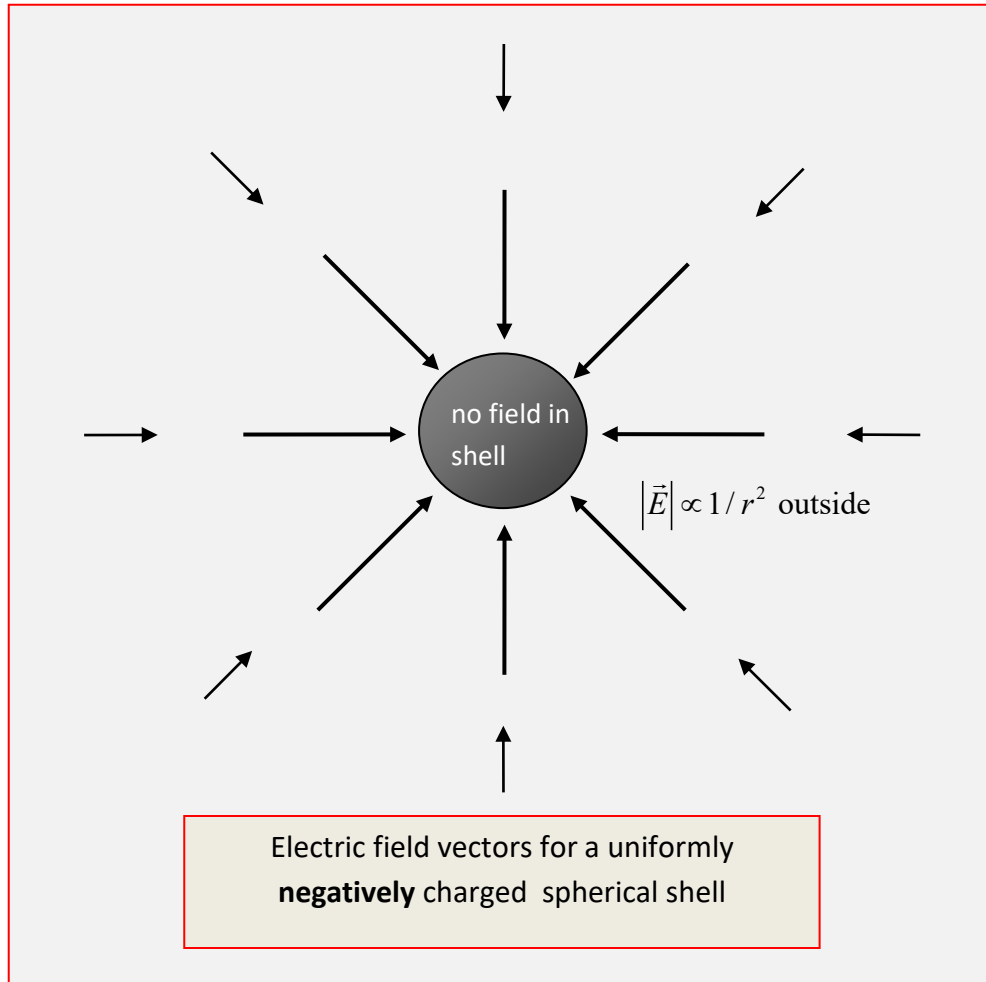 no field in
shell
|E⃗| ∝ 1/r² outside
Electric field vectors for a uniformly
negatively charged spherical shell